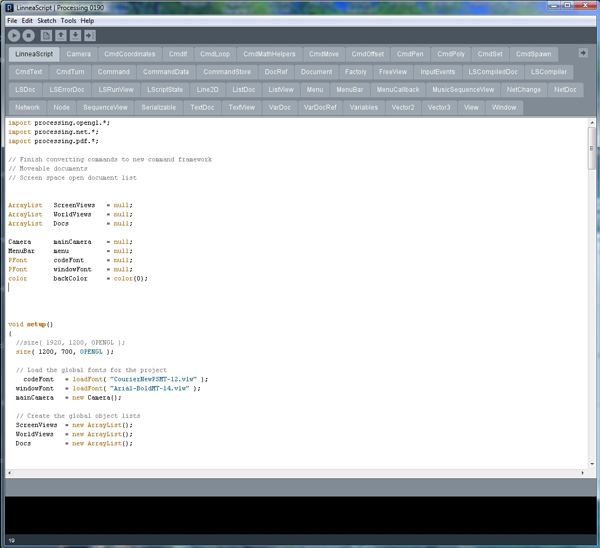 LinneaScript | Processing 0190
File Edit Sketch Tools Help
LinneaScript Camera CmdCoordinates CmdIf CmdLoop CmdMathHelpers CmdMove CmdOffset CmdPen CmdPoly CmdSet CmdSpawn
CmdText CmdTurn Command CommandData CommandStore DocRef Document Factory FreeView InputEvents LSCompiledDoc LSCompiler
LSDoc LSErrorDoc LSRunView LScriptState Line2D ListDoc ListView Menu MenuBar MenuCallback MusicSequenceView NetChange NetDoc
Network Node SequenceView Serializable TextDoc TextView VarDoc VarDocRef Variables Vector2 Vector3 View Window
import processing.opengl.*;
import processing.net.*;
import processing.pdf.*;
// Finish converting commands to new command framework
// Moveable documents
// Screen space open document list
ArrayList ScreenViews = null;
ArrayList WorldViews = null;
ArrayList Docs = null;
Camera mainCamera = null;
MenuBar menu = null;
PFont codeFont = null;
PFont windowFont = null;
color backColor = color(0);
void setup()
{
//size( 1920, 1200, OPENGL );
size( 1200, 700, OPENGL );
// Load the global fonts for the project
codeFont = loadFont( "CourierNewPSMT-12.vlw" );
windowFont = loadFont( "Arial-BoldMT-14.vlw" );
mainCamera = new Camera();
// Create the global object lists
ScreenViews = new ArrayList();
WorldViews = new ArrayList();
Docs = new ArrayList();
19